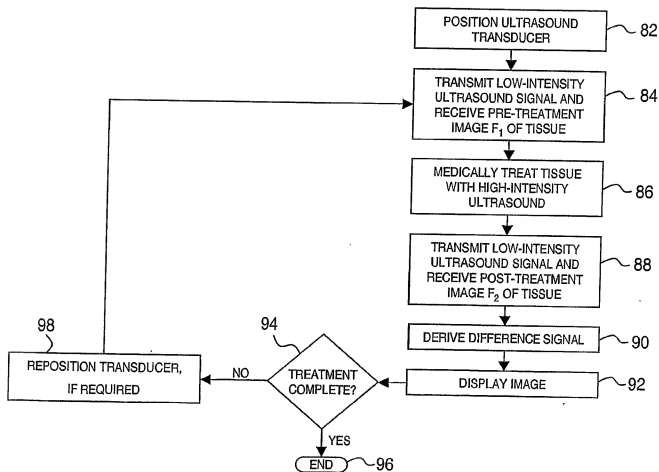 POSITION ULTRASOUND
TRANSDUCER
82
TRANSMIT LOW-INTENSITY
ULTRASOUND SIGNAL AND
RECEIVE PRE-TREATMENT
IMAGE F1 OF TISSUE
84
MEDICALLY TREAT TISSUE
WITH HIGH-INTENSITY
ULTRASOUND
86
TRANSMIT LOW-INTENSITY
ULTRASOUND SIGNAL AND
RECEIVE POST-TREATMENT
IMAGE F2 OF TISSUE
88
DERIVE DIFFERENCE SIGNAL
90
DISPLAY IMAGE
92
94
TREATMENT
COMPLETE?
NO
98
REPOSITION TRANSDUCER,
IF REQUIRED
YES
END
96